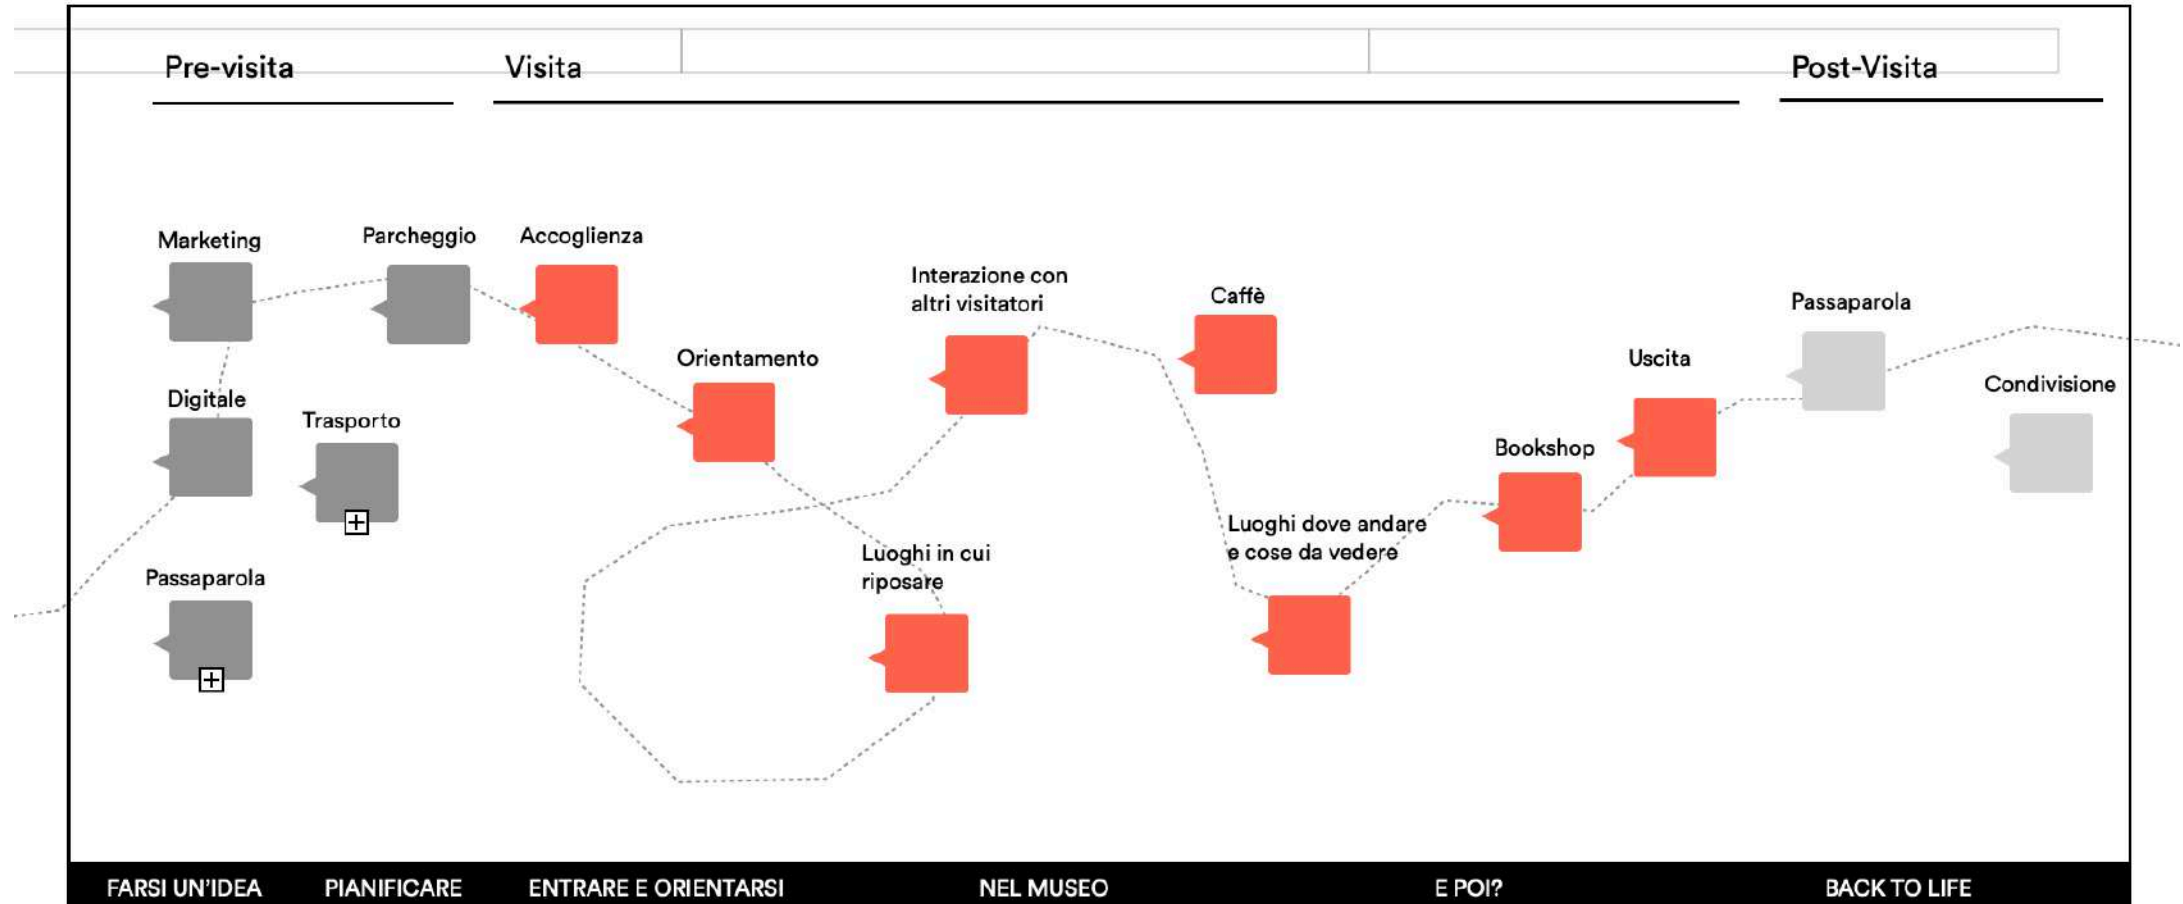 Pre-visita
Visita
Post-Visita
Marketing
Parcheggio
Accoglienza
Interazione con
altri visitatori
Caffè
Passaparola
Orientamento
Uscita
Condivisione
Digitale
Trasporto
Bookshop
Luoghi dove andare
e cose da vedere
Luoghi in cui
riposare
Passaparola
FARSI UN'IDEA
PIANIFICARE
ENTRARE E ORIENTARSI
NEL MUSEO
E POI?
BACK TO LIFE